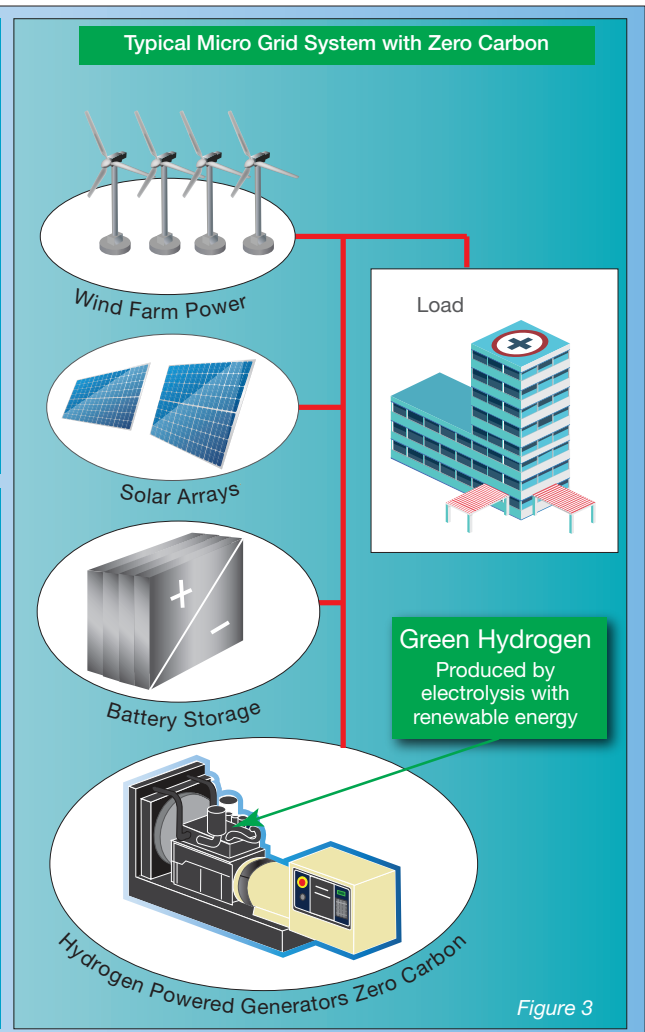 Typical Micro Grid System with Zero Carbon
Wind Farm Power
Load
Solar Arrays
+
-
Battery Storage
Green Hydrogen
Produced by
electrolysis with
renewable energy
Hydrogen Powered Generators Zero Carbon
Figure 3